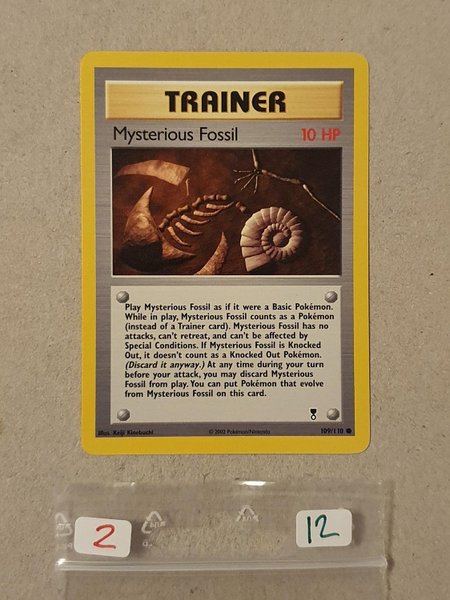 TRAINER
Mysterious Fossil 10 HP
Play Mysterious Fossil as if it were a Basic Pokémon.
While in play, Mysterious Fossil counts as a Pokémon
(instead of a Trainer card). Mysterious Fossil has no
attacks, can't retreat, and can't be affected by
Special Conditions. If Mysterious Fossil is Knocked
Out, it doesn't count as a Knocked Out Pokémon.
(Discard it anyway.) At any time during your turn
before your attack, you may discard Mysterious
Fossil from play. You can put Pokémon that evolve
from Mysterious Fossil on this card.
Illus. Keiji Kinebuchi © 2002 Pokémon/Nintendo 109/110
2 12